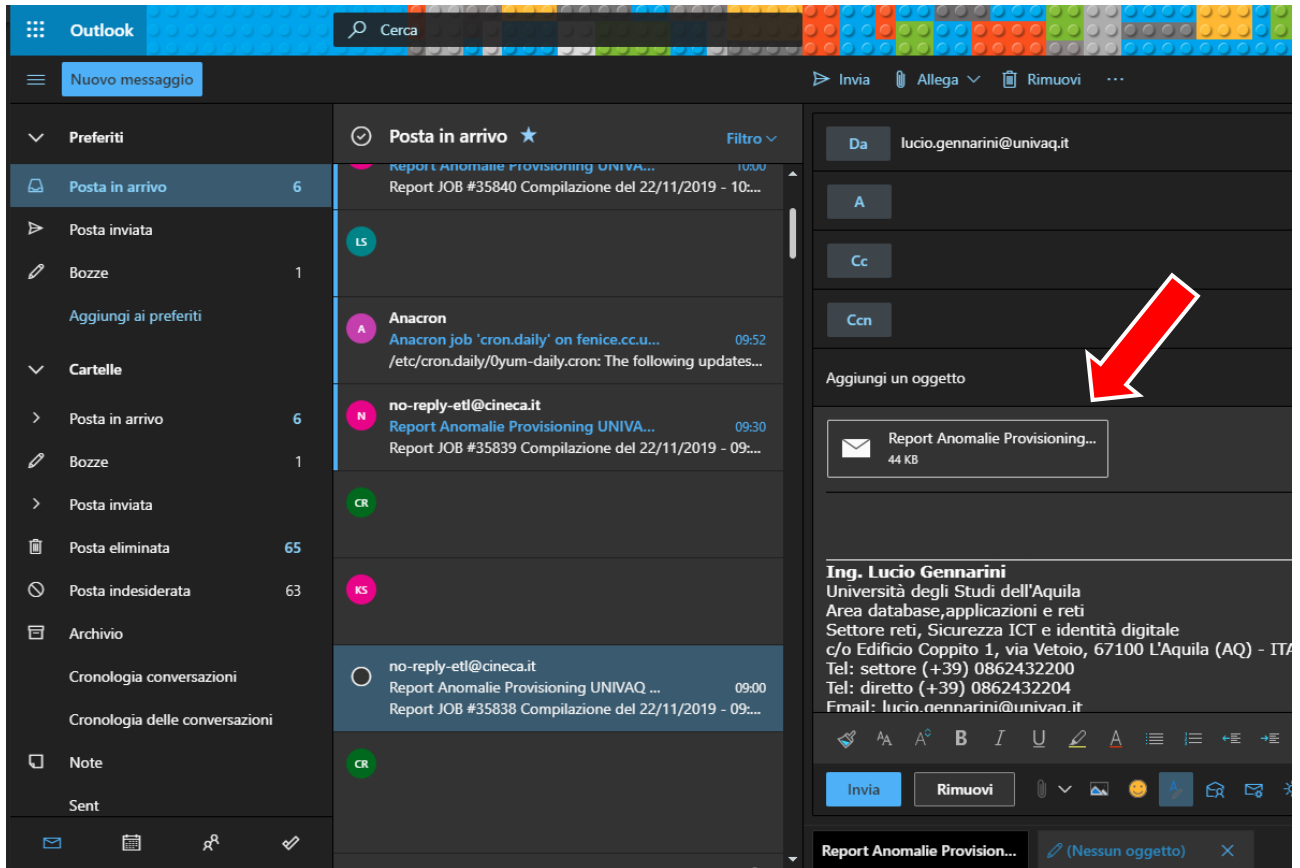 Outlook
Cerca
Nuovo messaggio
Invia
Allega
Rimuovi
Preferiti
Posta in arrivo 6
Posta inviata
Bozze 1
Aggiungi ai preferiti
Cartelle
Posta in arrivo 6
Bozze 1
Posta inviata
Posta eliminata 65
Posta indesiderata 63
Archivio
Cronologia conversazioni
Cronologia delle conversazioni
Note
Sent
Posta in arrivo
Filtro
Report Anomalie Provisioning UNIVA... 10:00
Report JOB #35840 Compilazione del 22/11/2019 - 10:...
LS
A
Anacron
Anacron job 'cron.daily' on fenice.cc.u... 09:52
/etc/cron.daily/0yum-daily.cron: The following updates...
N
no-reply-etl@cineca.it
Report Anomalie Provisioning UNIVA... 09:30
Report JOB #35839 Compilazione del 22/11/2019 - 09:...
CR
KS
no-reply-etl@cineca.it
Report Anomalie Provisioning UNIVAQ ... 09:00
Report JOB #35838 Compilazione del 22/11/2019 - 09:...
CR
Da lucio.gennarini@univaq.it
A
Cc
Ccn
Aggiungi un oggetto
Report Anomalie Provisioning...
44 KB
Ing. Lucio Gennarini
Università degli Studi dell'Aquila
Area database,applicazioni e reti
Settore reti, Sicurezza ICT e identità digitale
c/o Edificio Coppito 1, via Vetoio, 67100 L'Aquila (AQ) - ITA
Tel: settore (+39) 0862432200
Tel: diretto (+39) 0862432204
Email: lucio.gennarini@univaq.it
Invia
Rimuovi
Report Anomalie Provision...
(Nessun oggetto)